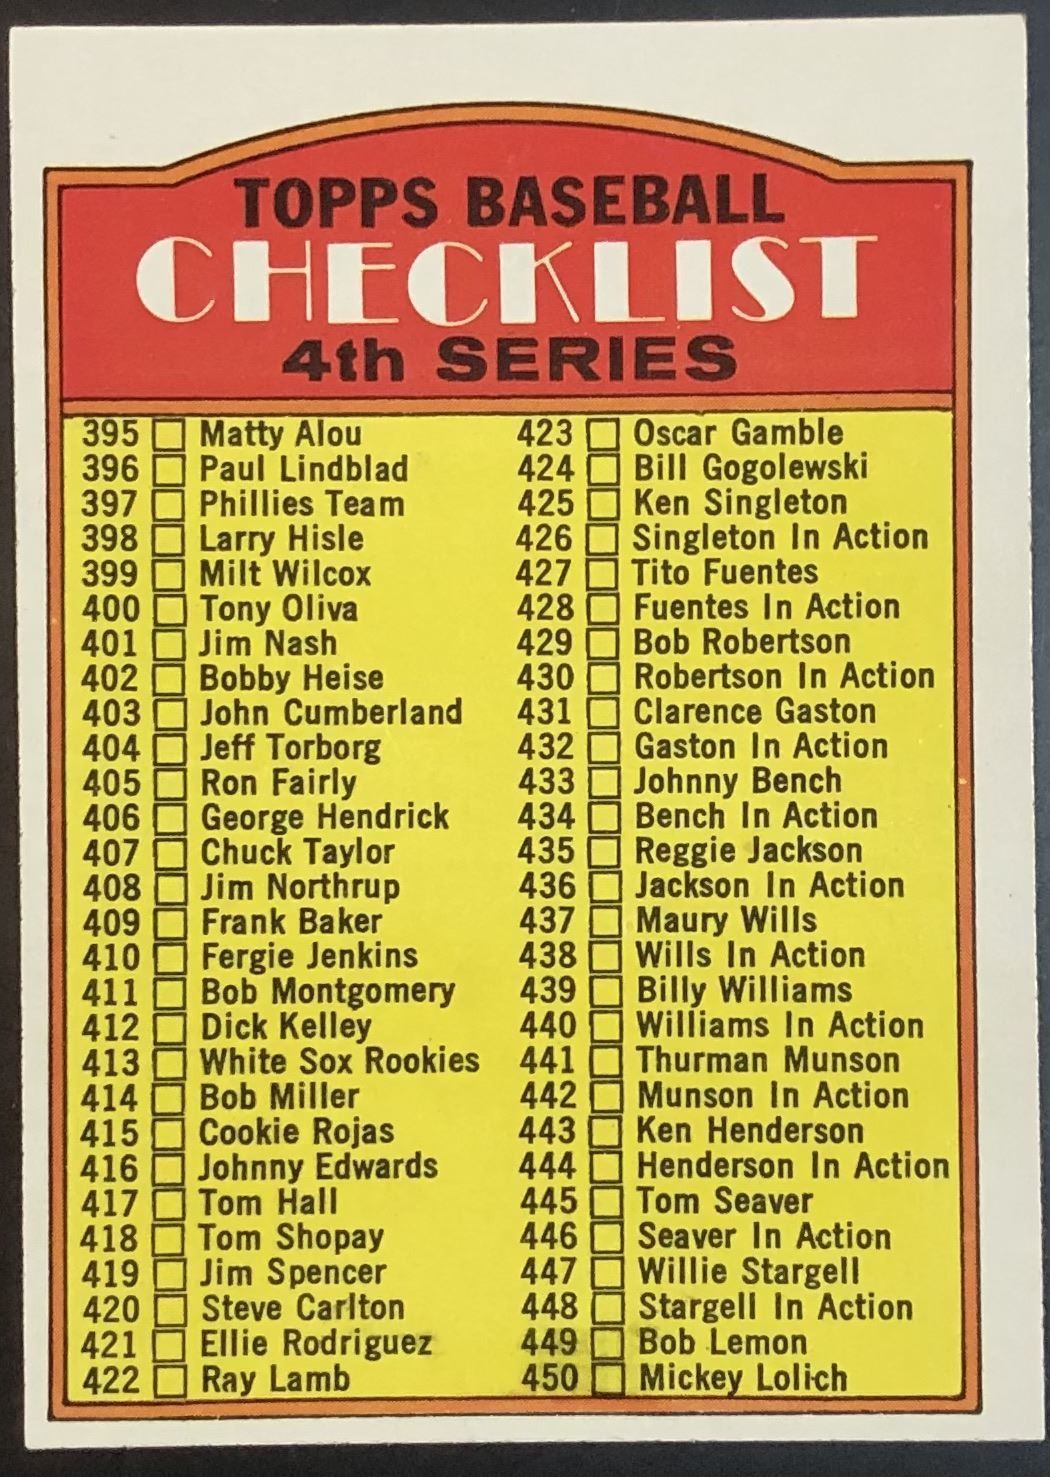 TOPPS BASEBALL
CHECKLIST
4th SERIES
395 Matty Alou
396 Paul Lindblad
397 Phillies Team
398 Larry Hisle
399 Milt Wilcox
400 Tony Oliva
401 Jim Nash
402 Bobby Heise
403 John Cumberland
404 Jeff Torborg
405 Ron Fairly
406 George Hendrick
407 Chuck Taylor
408 Jim Northrup
409 Frank Baker
410 Fergie Jenkins
411 Bob Montgomery
412 Dick Kelley
413 White Sox Rookies
414 Bob Miller
415 Cookie Rojas
416 Johnny Edwards
417 Tom Hall
418 Tom Shopay
419 Jim Spencer
420 Steve Carlton
421 Ellie Rodriguez
422 Ray Lamb
423 Oscar Gamble
424 Bill Gogolewski
425 Ken Singleton
426 Singleton In Action
427 Tito Fuentes
428 Fuentes In Action
429 Bob Robertson
430 Robertson In Action
431 Clarence Gaston
432 Gaston In Action
433 Johnny Bench
434 Bench In Action
435 Reggie Jackson
436 Jackson In Action
437 Maury Wills
438 Wills In Action
439 Billy Williams
440 Williams In Action
441 Thurman Munson
442 Munson In Action
443 Ken Henderson
444 Henderson In Action
445 Tom Seaver
446 Seaver In Action
447 Willie Stargell
448 Stargell In Action
449 Bob Lemon
450 Mickey Lolich